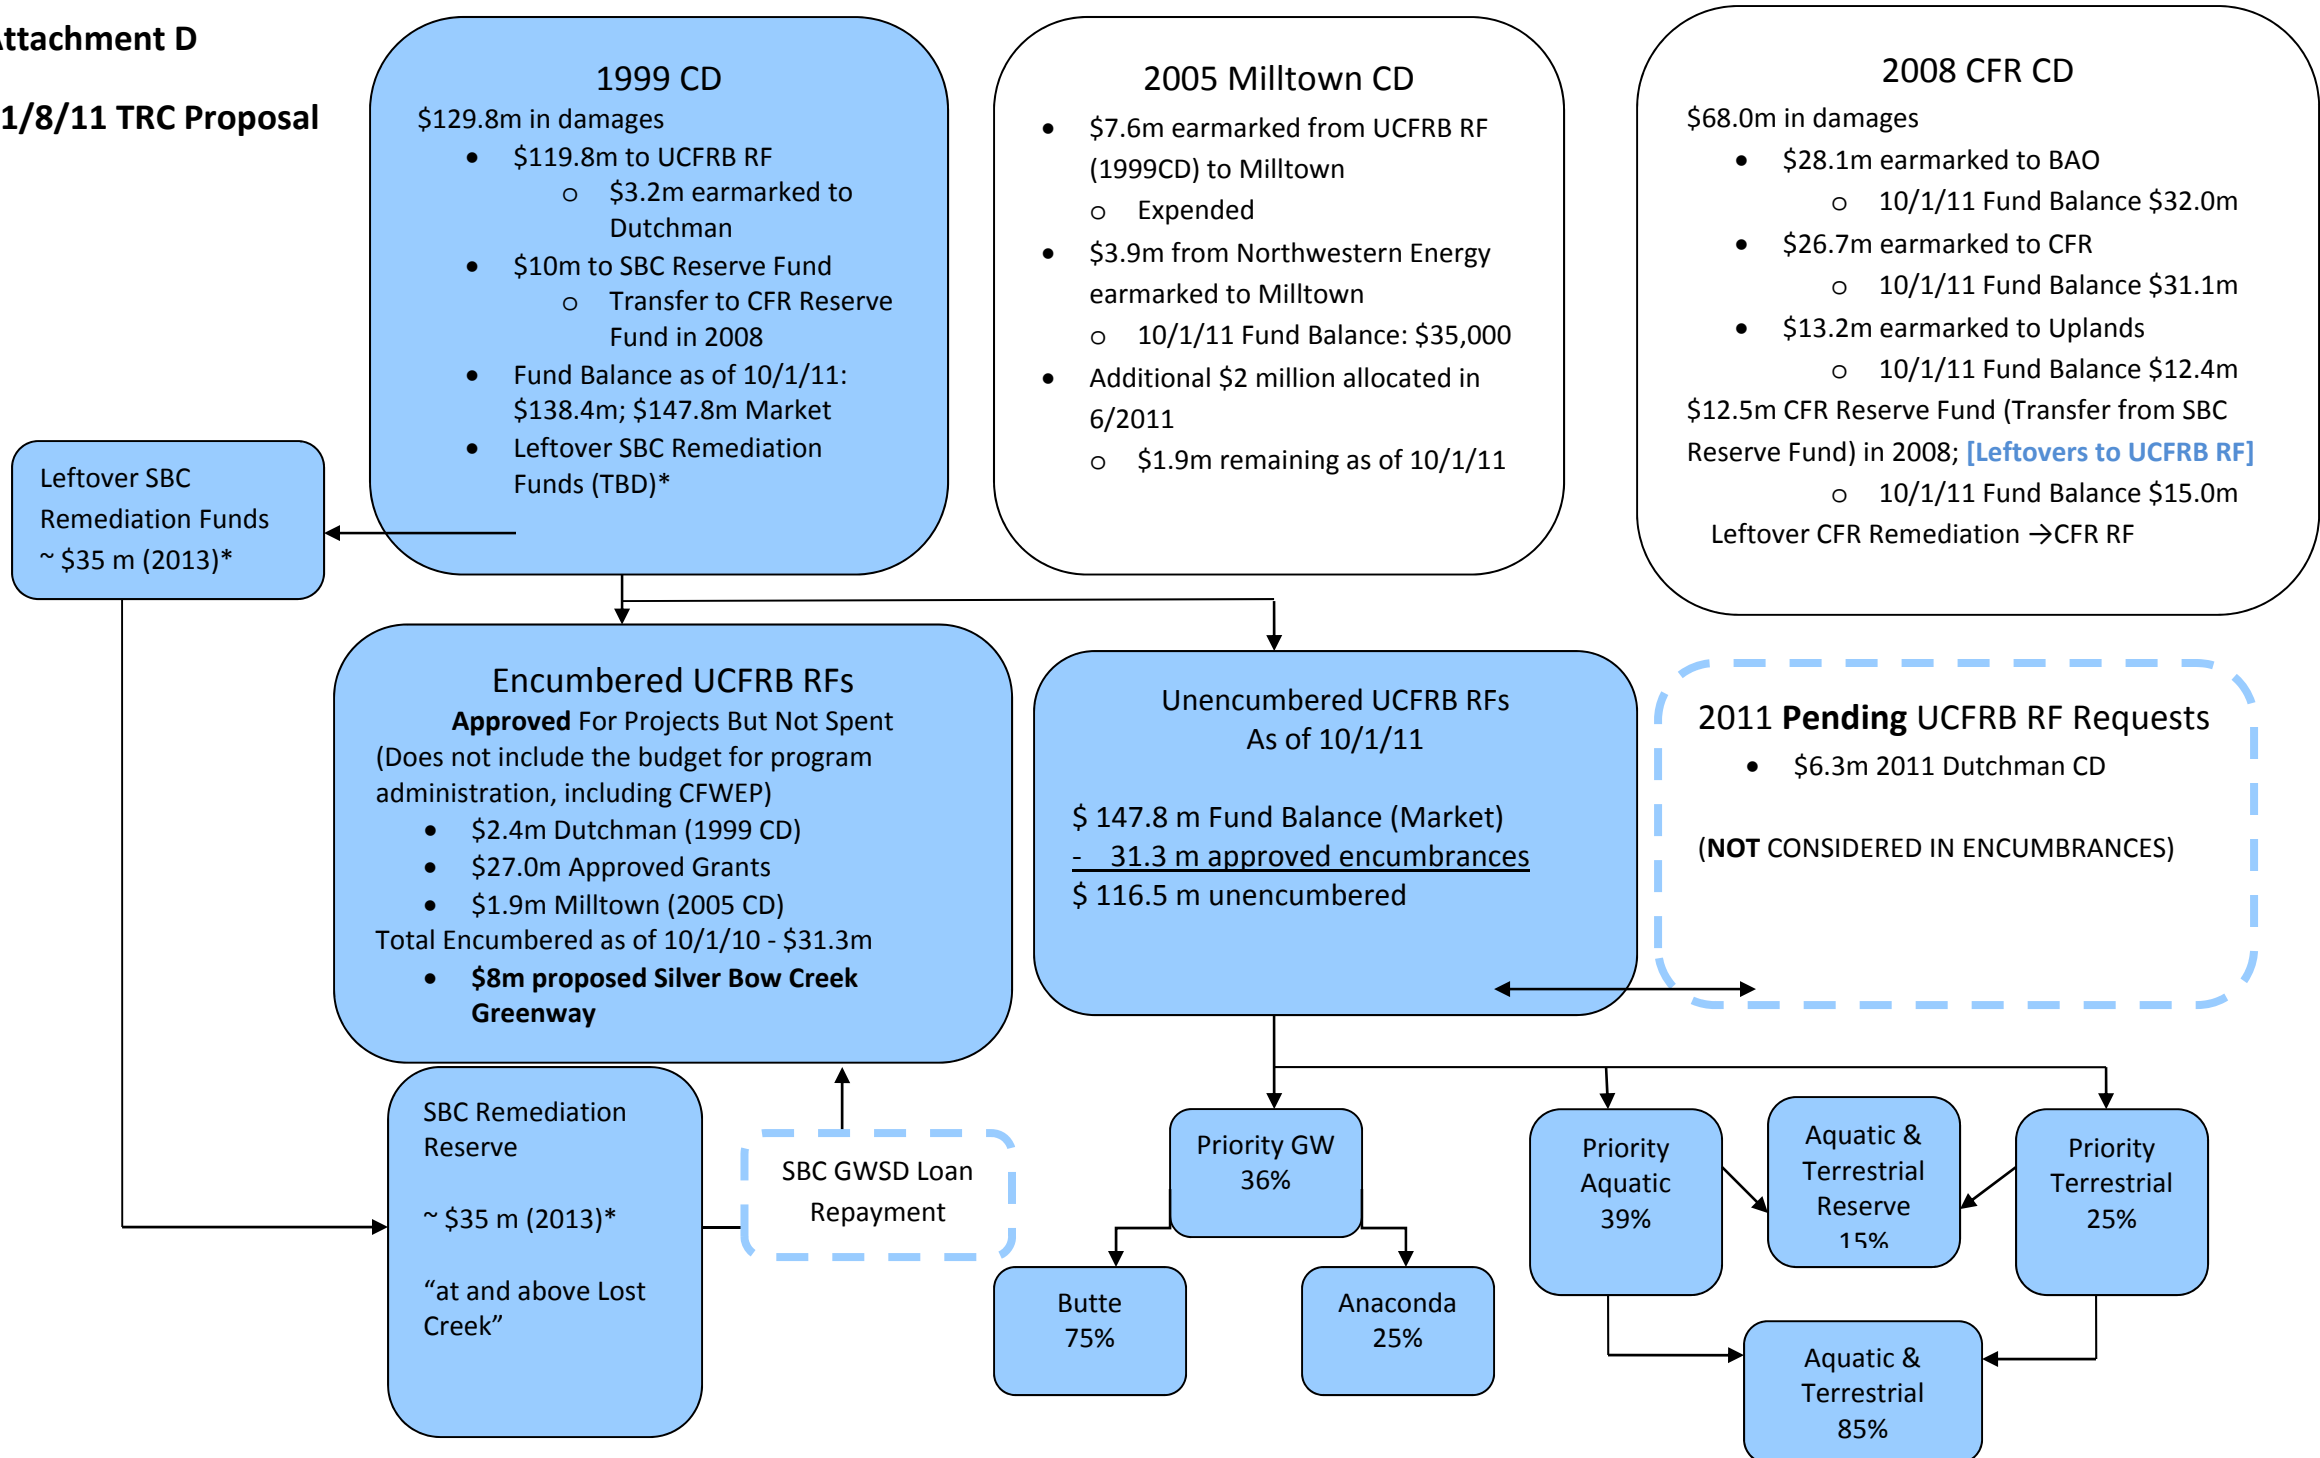 Attachment D
1/8/11 TRC Proposal
1999 CD
$129.8m in damages
• $119.8m to UCFRB RF
o $3.2m earmarked to
Dutchman
• $10m to SBC Reserve Fund
o Transfer to CFR Reserve
Fund in 2008
• Fund Balance as of 10/1/11:
$138.4m; $147.8m Market
• Leftover SBC Remediation
Funds (TBD)*
2005 Milltown CD
• $7.6m earmarked from UCFRB RF
(1999CD) to Milltown
o Expended
• $3.9m from Northwestern Energy
earmarked to Milltown
o 10/1/11 Fund Balance: $35,000
• Additional $2 million allocated in
6/2011
o $1.9m remaining as of 10/1/11
2008 CFR CD
$68.0m in damages
• $28.1m earmarked to BAO
o 10/1/11 Fund Balance $32.0m
• $26.7m earmarked to CFR
o 10/1/11 Fund Balance $31.1m
• $13.2m earmarked to Uplands
o 10/1/11 Fund Balance $12.4m
$12.5m CFR Reserve Fund (Transfer from SBC
Reserve Fund) in 2008; [Leftovers to UCFRB RF]
o 10/1/11 Fund Balance $15.0m
Leftover CFR Remediation →CFR RF
Leftover SBC
Remediation Funds
~ $35 m (2013)*
Encumbered UCFRB RFs
Approved For Projects But Not Spent
(Does not include the budget for program
administration, including CFWEP)
• $2.4m Dutchman (1999 CD)
• $27.0m Approved Grants
• $1.9m Milltown (2005 CD)
Total Encumbered as of 10/1/10 - $31.3m
• $8m proposed Silver Bow Creek
Greenway
Unencumbered UCFRB RFs
As of 10/1/11
$ 147.8 m Fund Balance (Market)
- 31.3 m approved encumbrances
$ 116.5 m unencumbered
2011 Pending UCFRB RF Requests
• $6.3m 2011 Dutchman CD
(NOT CONSIDERED IN ENCUMBRANCES)
SBC Remediation
Reserve
~ $35 m (2013)*
“at and above Lost
Creek”
SBC GWSD Loan
Repayment
Priority GW
36%
Butte
75%
Anaconda
25%
Priority
Aquatic
39%
Aquatic &
Terrestrial
Reserve
15%
Priority
Terrestrial
25%
Aquatic &
Terrestrial
85%